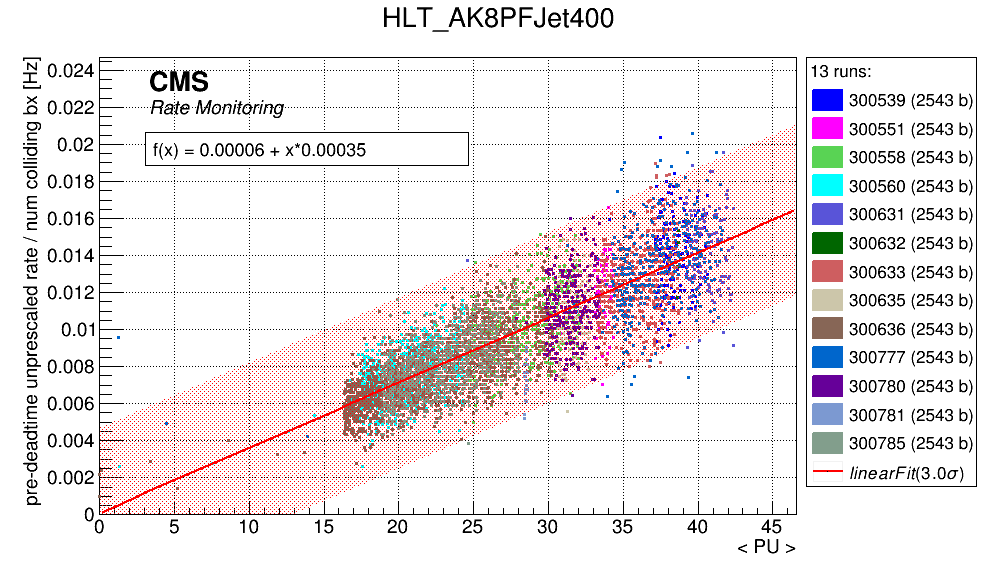 HLT_AK8PFJet400
pre-deadtime unprescaled rate / num colliding bx [Hz]
0.024
0.022
0.02
0.018
0.016
0.014
0.012
0.01
0.008
0.006
0.004
0.002
0
CMS
Rate Monitoring
f(x) = 0.00006 + x*0.00035
0 5 10 15 20 25 30 35 40 45
< PU >
13 runs:
300539 (2543 b)
300551 (2543 b)
300558 (2543 b)
300560 (2543 b)
300631 (2543 b)
300632 (2543 b)
300633 (2543 b)
300635 (2543 b)
300636 (2543 b)
300777 (2543 b)
300780 (2543 b)
300781 (2543 b)
300785 (2543 b)
linearFit(3.0σ)